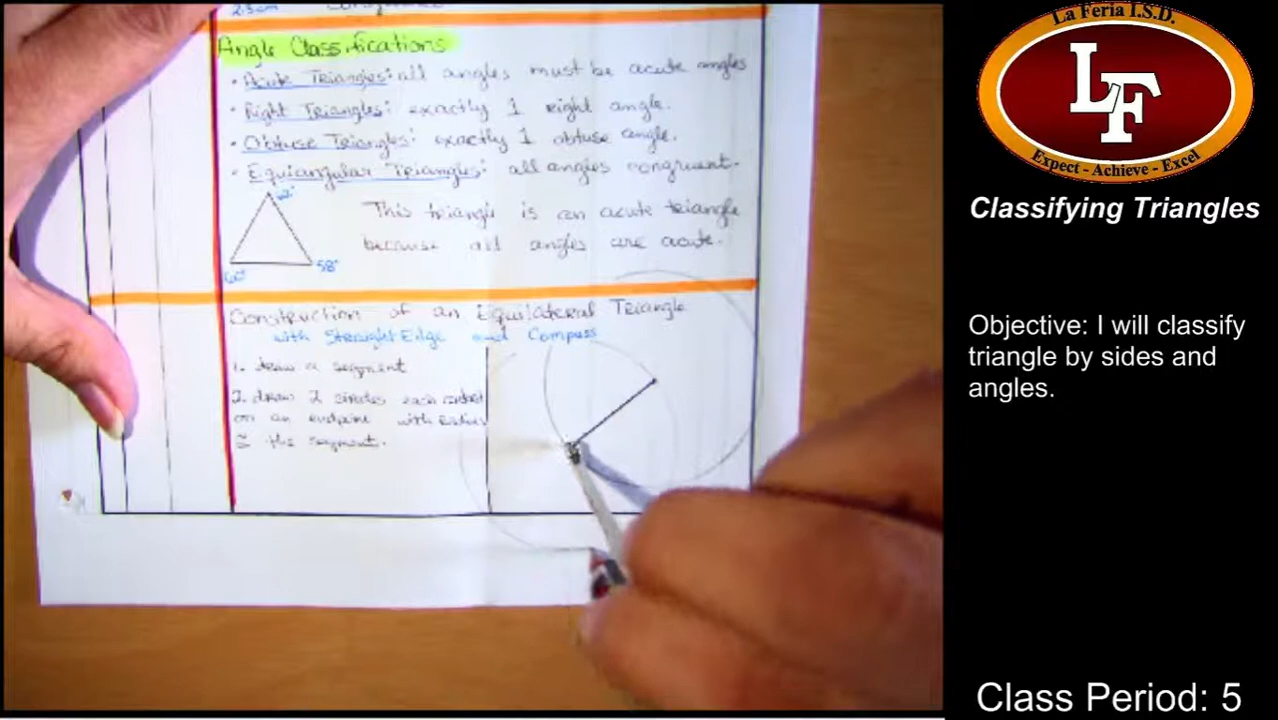 2.5cm
Angle Classifications
• Acute Triangles: all angles must be acute angles
• Right Triangles: exactly 1 right angle.
• Obtuse Triangles: exactly 1 obtuse angle.
• Equiangular Triangles: all angles congruent.
62°
This triangle is an acute triangle
because all angles are acute.
60° 58°
Construction of an Equilateral Triangle
with StraightEdge and Compass
1. draw a segment
2. draw 2 circles each
on an endpoint with Radius
≅ the segment.
La Feria I.S.D.
LF
Expect - Achieve - Excel
Classifying Triangles
Objective: I will classify
triangle by sides and
angles.
Class Period: 5